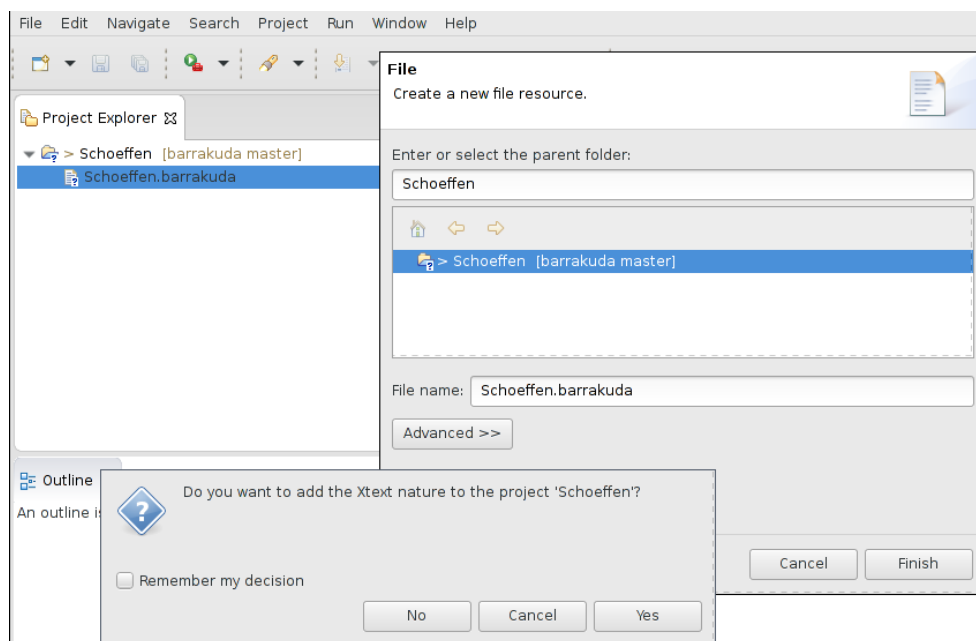 File Edit Navigate Search Project Run Window Help
File
Create a new file resource.
Project Explorer
> Schoeffen [barrakuda master]
Schoeffen.barrakuda
Enter or select the parent folder:
Schoeffen
> Schoeffen [barrakuda master]
File name: Schoeffen.barrakuda
Advanced >>
Outline
An outline is
Do you want to add the Xtext nature to the project 'Schoeffen'?
Remember my decision
No Cancel Yes
Cancel Finish